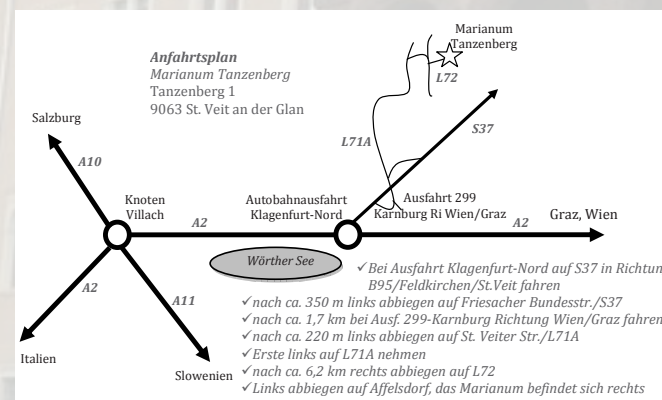 Marianum
Tanzenberg
Anfahrtsplan
Marianum Tanzenberg
Tanzenberg 1
9063 St. Veit an der Glan
L72
Salzburg
S37
L71A
A10
Knoten
Villach
Autobahnausfahrt
Klagenfurt-Nord
Ausfahrt 299
Karnburg Ri Wien/Graz
A2
A2
Graz, Wien
Wörther See
A2
A11
Italien
Slowenien
✓Bei Ausfahrt Klagenfurt-Nord auf S37 in Richtun
B95/Feldkirchen/St.Veit fahren
✓nach ca. 350 m links abbiegen auf Friesacher Bundesstr./S37
✓nach ca. 1,7 km bei Ausf. 299-Karnburg Richtung Wien/Graz fahren
✓nach ca. 220 m links abbiegen auf St. Veiter Str./L71A
✓Erste links auf L71A nehmen
✓nach ca. 6,2 km rechts abbiegen auf L72
✓Links abbiegen auf Affelsdorf, das Marianum befindet sich rechts